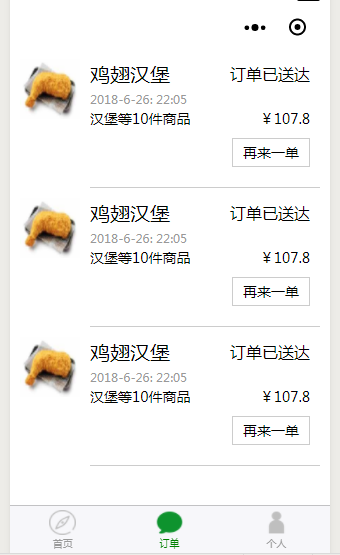 鸡翅汉堡 订单已送达
2018-6-26: 22:05
汉堡等10件商品 ￥107.8
再来一单
鸡翅汉堡 订单已送达
2018-6-26: 22:05
汉堡等10件商品 ￥107.8
再来一单
鸡翅汉堡 订单已送达
2018-6-26: 22:05
汉堡等10件商品 ￥107.8
再来一单
首页 订单 个人